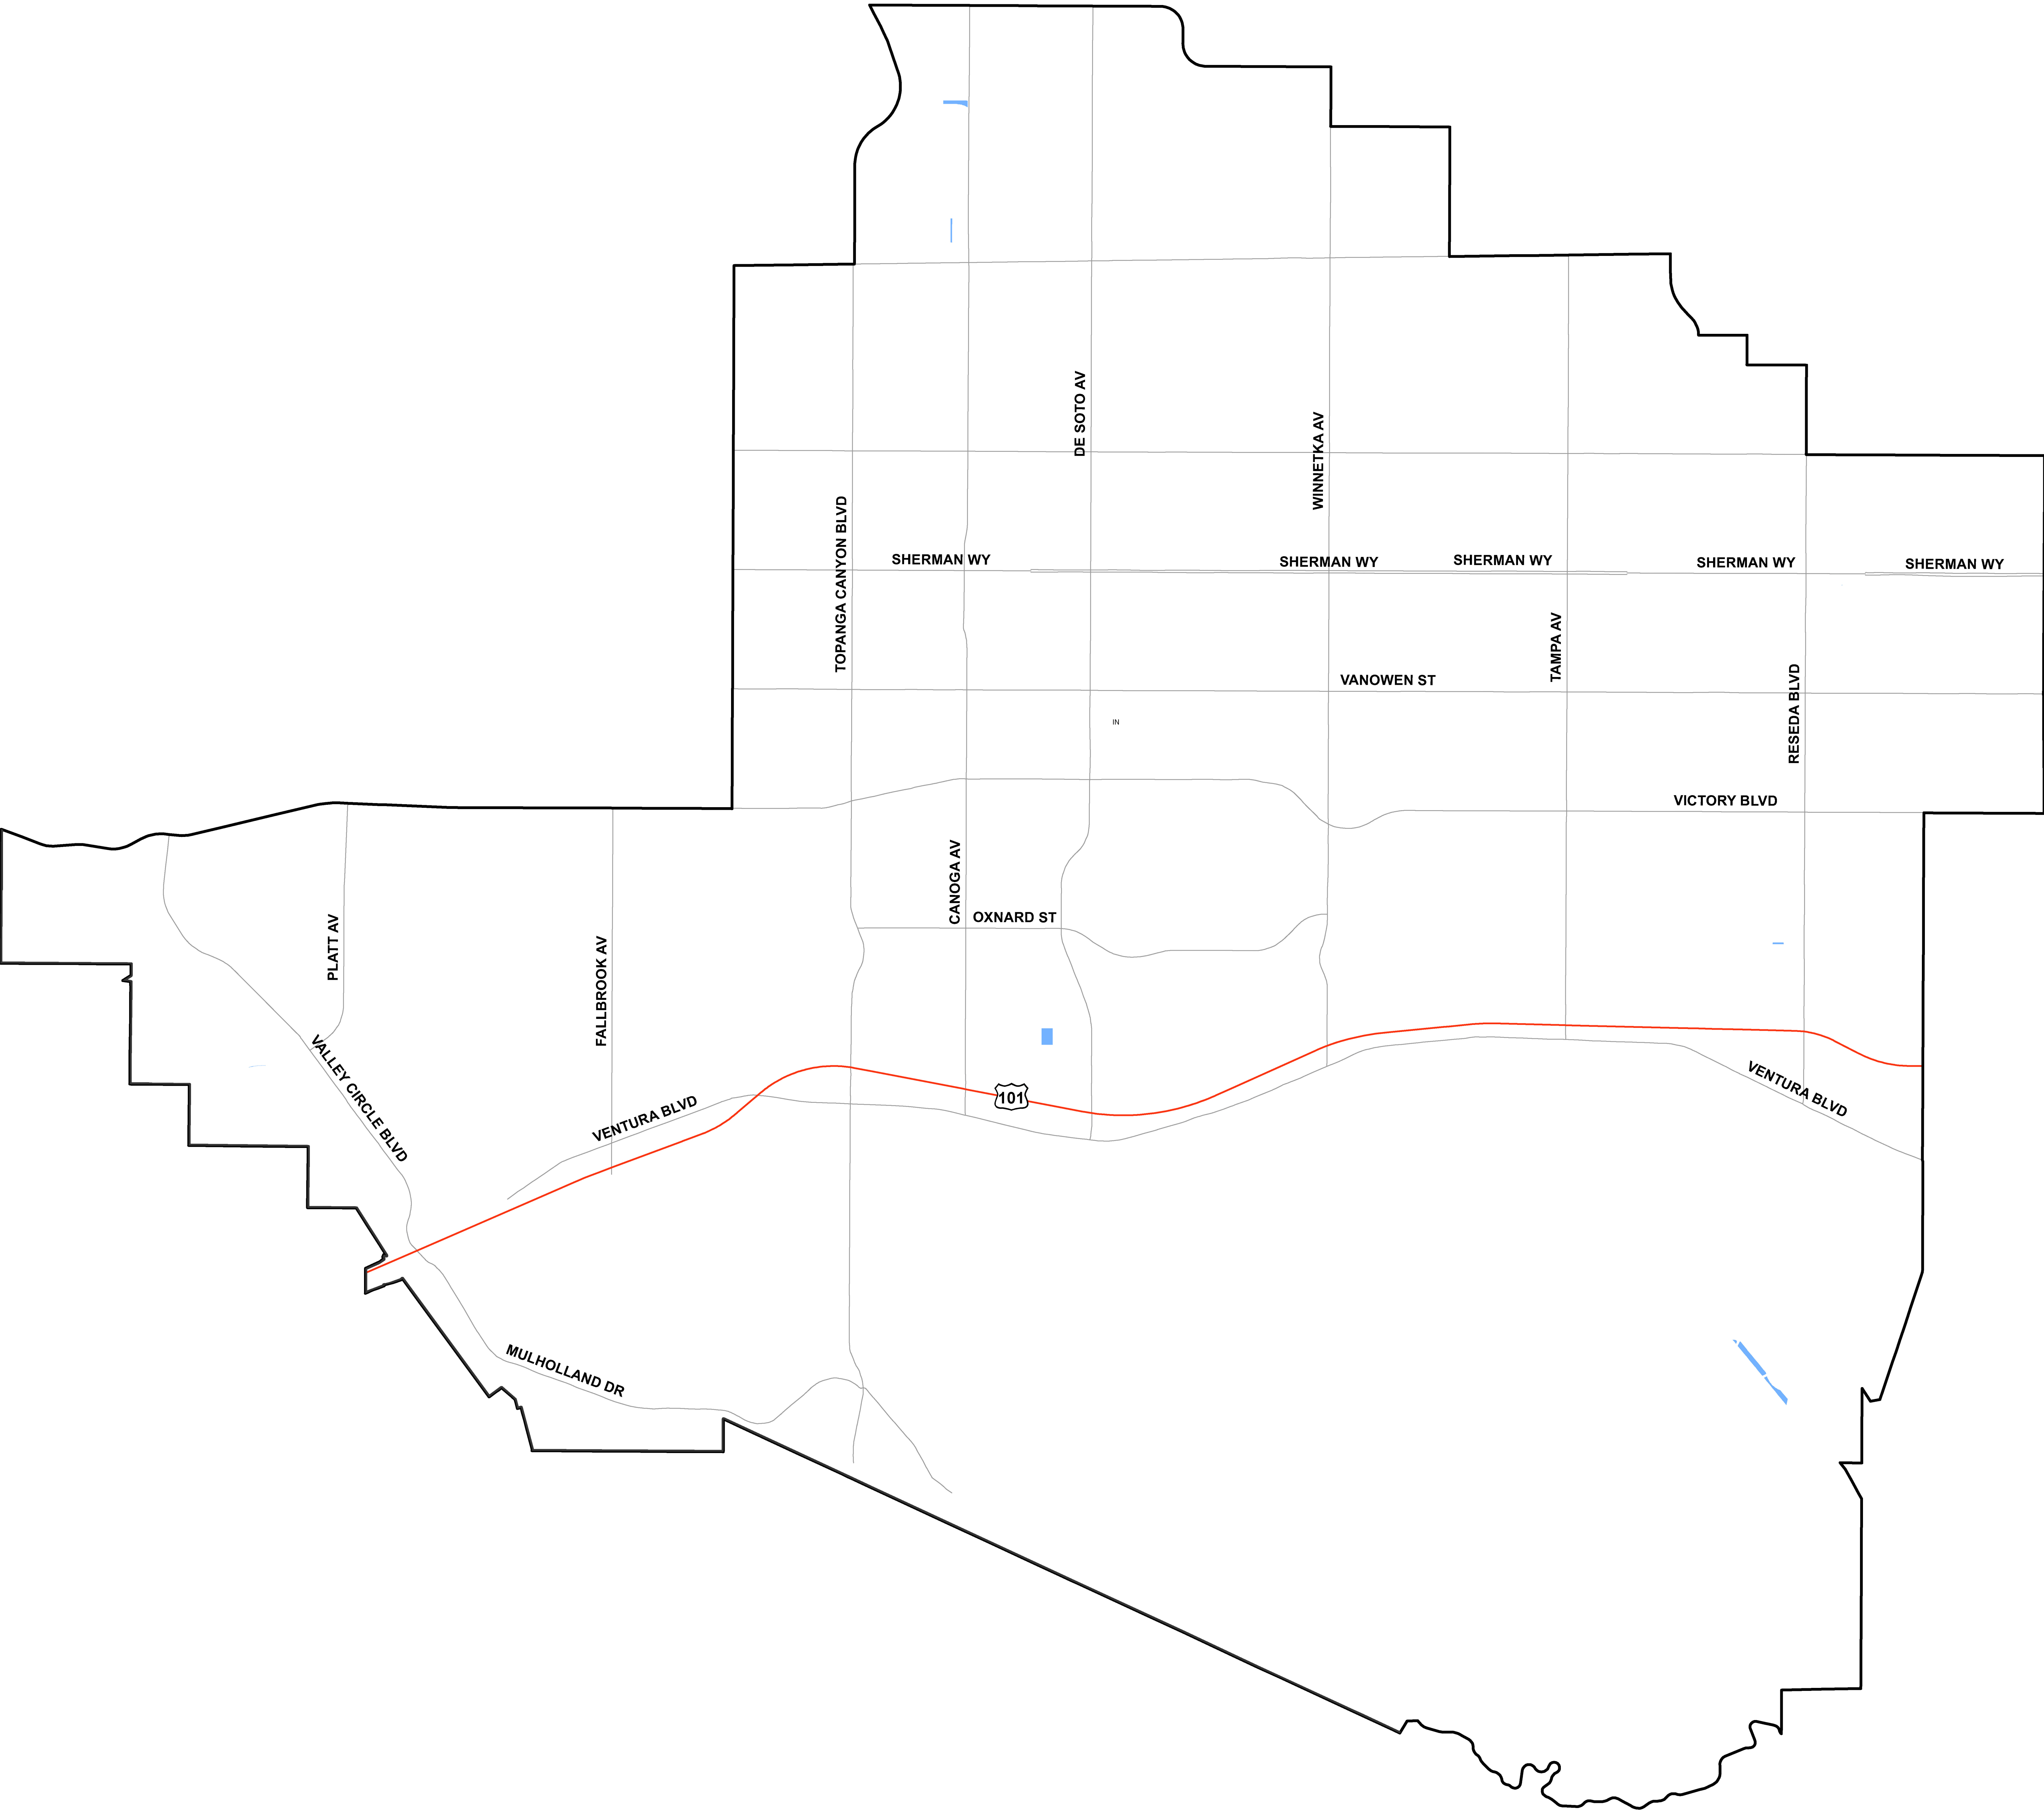 DE SOTO AV
WINNETKA AV
TOPANGA CANYON BLVD
SHERMAN WY
SHERMAN WY
SHERMAN WY
SHERMAN WY
SHERMAN WY
TAMPA AV
VANOWEN ST
RESEDA BLVD
IN
VICTORY BLVD
CANOGA AV
OXNARD ST
PLATT AV
FALLBROOK AV
VALLEY CIRCLE BLVD
VENTURA BLVD
101
VENTURA BLVD
MULHOLLAND DR